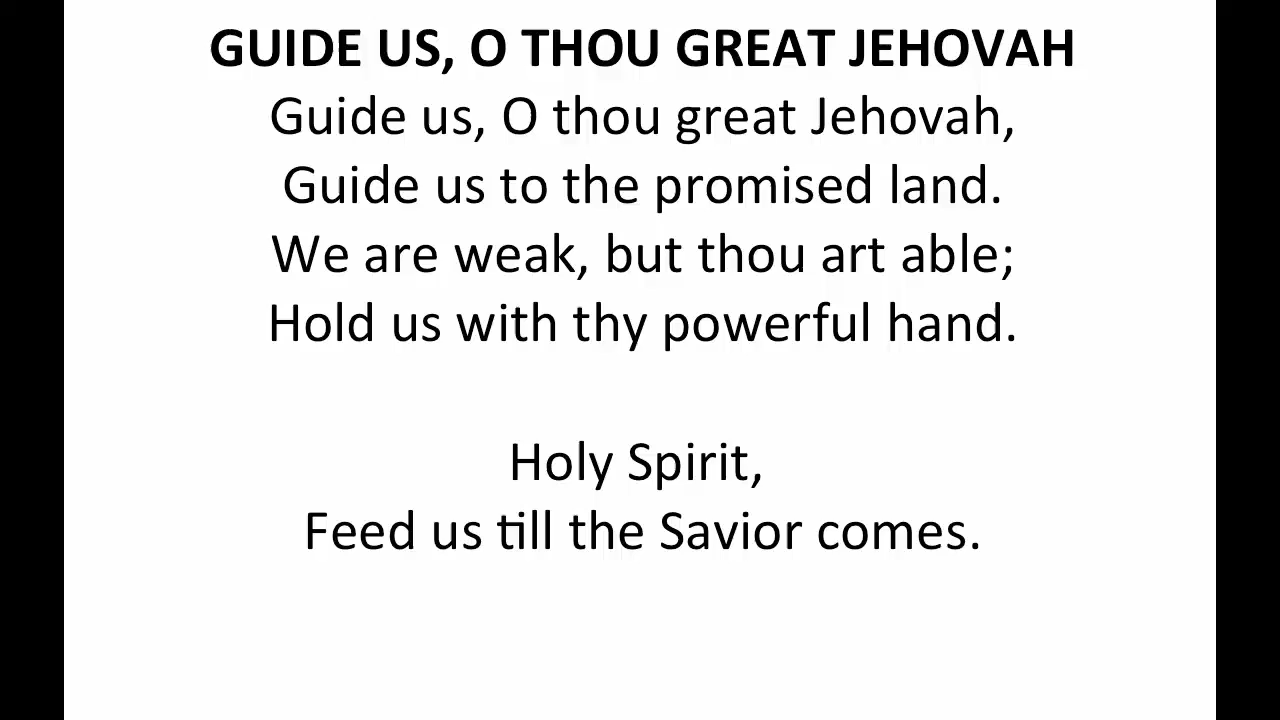 GUIDE US, O THOU GREAT JEHOVAH
Guide us, O thou great Jehovah,
Guide us to the promised land.
We are weak, but thou art able;
Hold us with thy powerful hand.
Holy Spirit,
Feed us till the Savior comes.